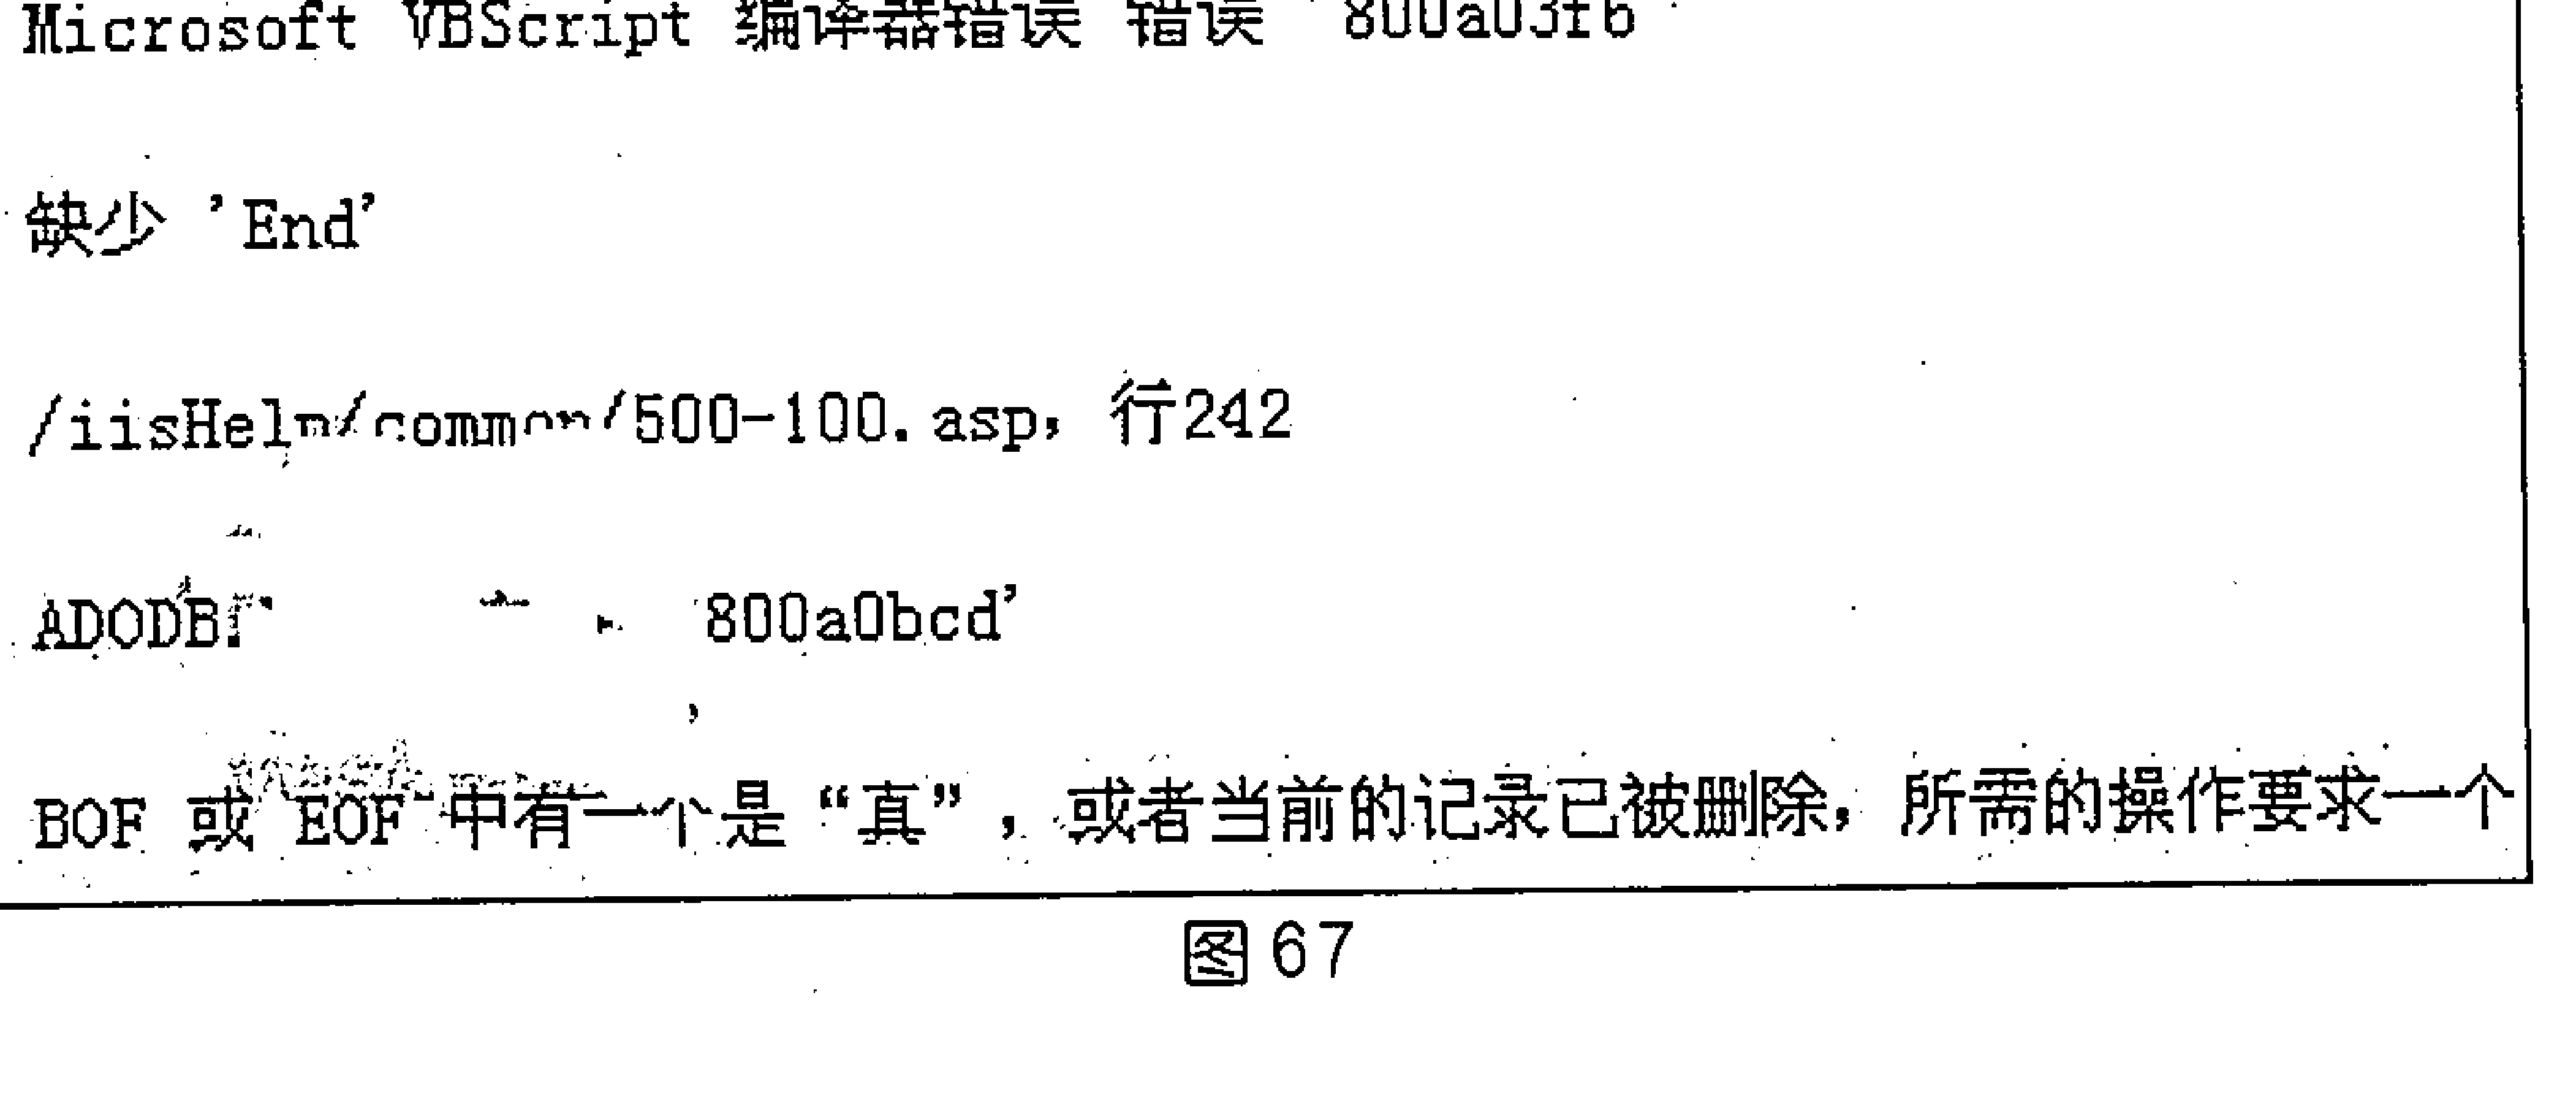 Microsoft VBScript 编译器错误 错误 '800a03f6'
缺少 'End'
/iisHelp/common/500-100.asp，行242
ADODB 800a0bcd'
BOF 或 EOF 中有一个是“真”，或者当前的记录已被删除，所需的操作要求一个
图67